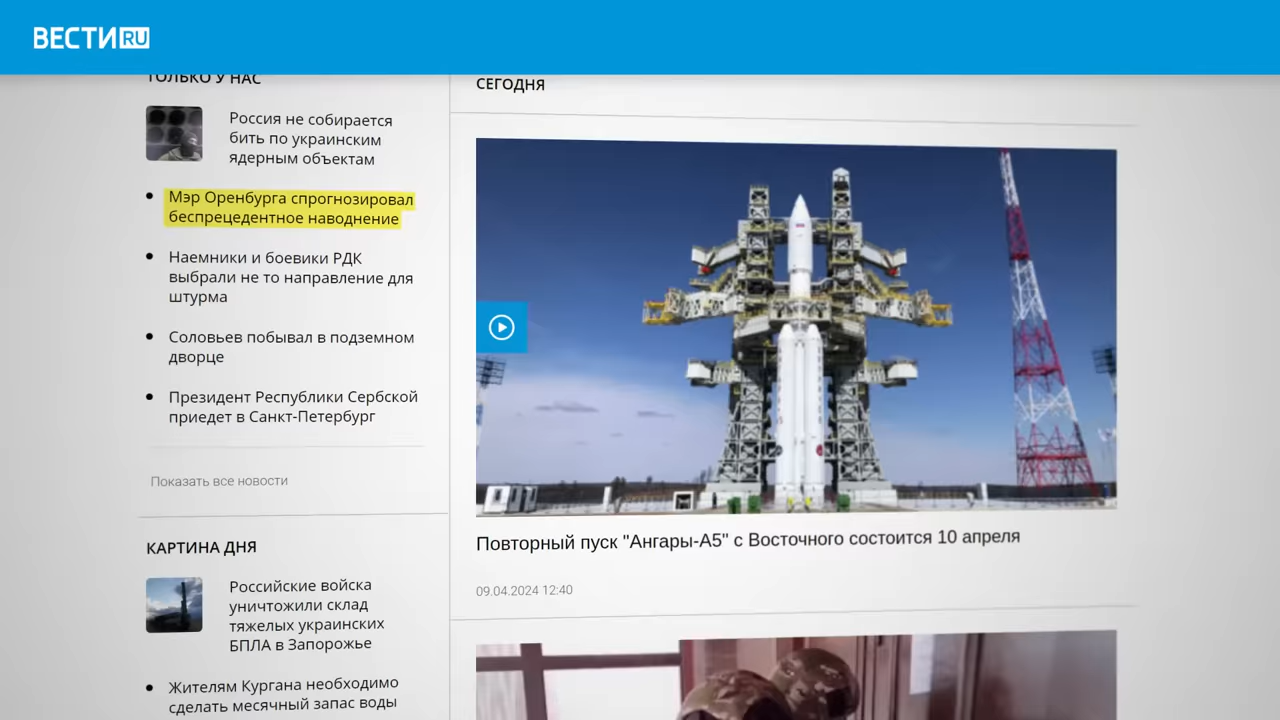 ВЕСТИRU
ТОЛЬКО У НАС
Россия не собирается
бить по украинским
ядерным объектам
Мэр Оренбурга спрогнозировал
беспрецедентное наводнение
Наемники и боевики РДК
выбрали не то направление для
штурма
Соловьев побывал в подземном
дворце
Президент Республики Сербской
приедет в Санкт-Петербург
Показать все новости
КАРТИНА ДНЯ
Российские войска
уничтожили склад
тяжелых украинских
БПЛА в Запорожье
Жителям Кургана необходимо
сделать месячный запас воды
СЕГОДНЯ
Повторный пуск "Ангары-А5" с Восточного состоится 10 апреля
09.04.2024 12:40